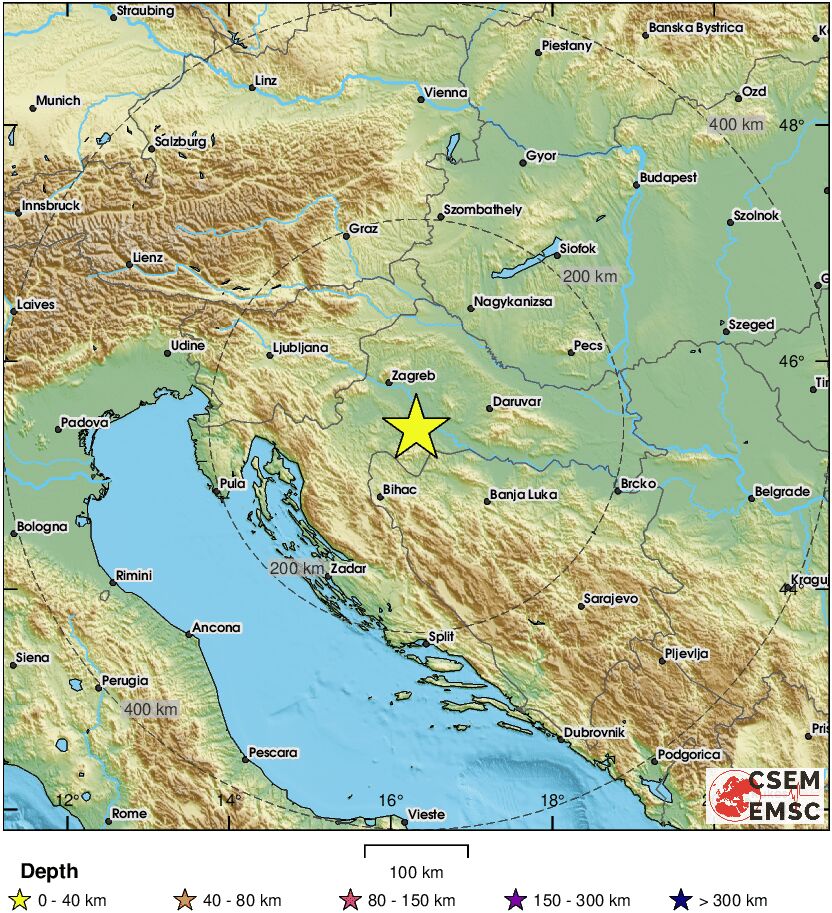 Straubing
Banska Bystrica
Piestany
Linz
Vienna
Ozd
Munich
400 km
48°
Salzburg
Gyor
Budapest
Innsbruck
Szombathely
Szolnok
Graz
Siofok
Lienz
200 km
Laives
Nagykanizsa
Szeged
Udine
Ljubljana
Pecs
46°
Zagreb
Daruvar
Padova
Pula
Bihac
Banja Luka
Brcko
Belgrade
Bologna
200 km
Zadar
Rimini
Kraguj
44°
Sarajevo
Ancona
Split
Siena
Pljevlja
Perugia
400 km
Dubrovnik
Pescara
Podgorica
CSEM
EMSC
12°
14°
16°
18°
Rome
Vieste
Depth
100 km
0 - 40 km
40 - 80 km
80 - 150 km
150 - 300 km
> 300 km